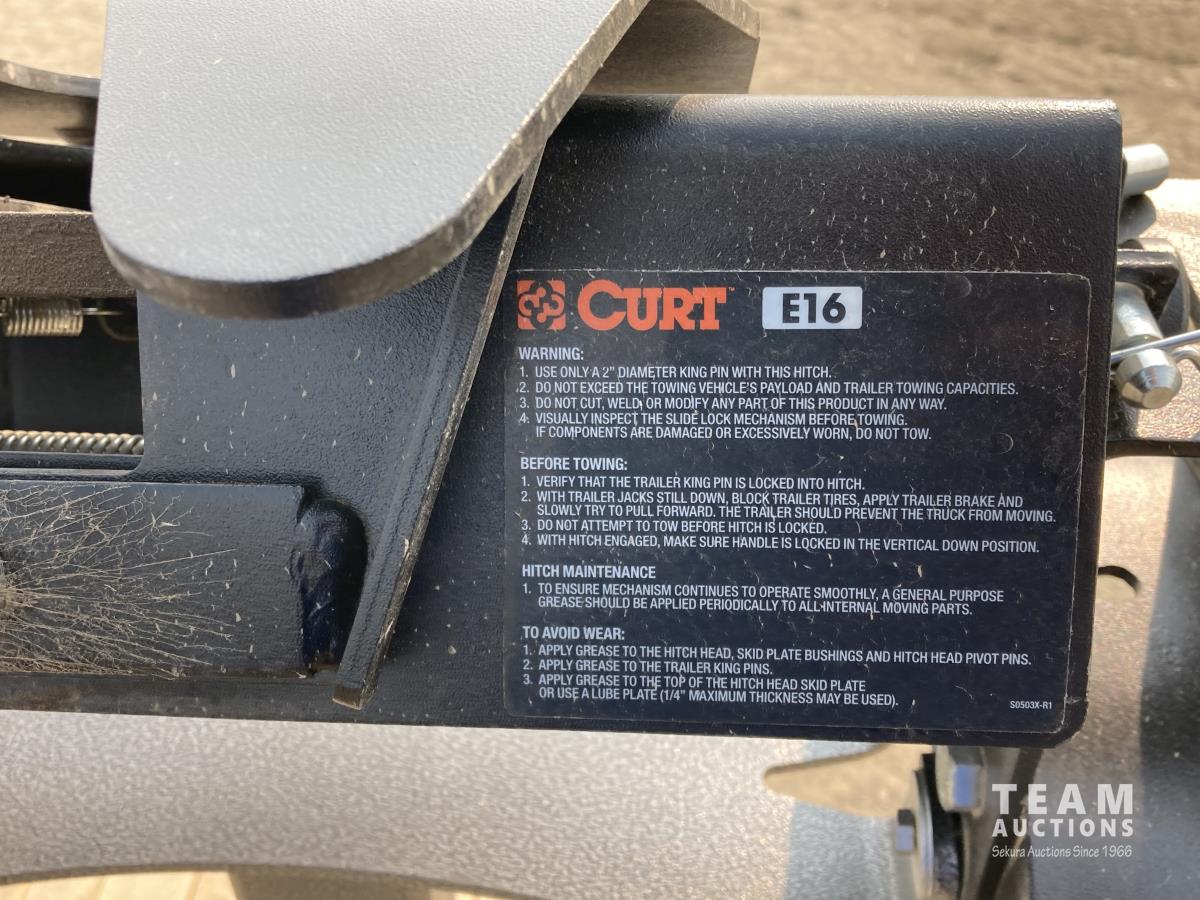 CURT™ E16
WARNING:
1. USE ONLY A 2" DIAMETER KING PIN WITH THIS HITCH.
2. DO NOT EXCEED THE TOWING VEHICLE'S PAYLOAD AND TRAILER TOWING CAPACITIES.
3. DO NOT CUT, WELD, OR MODIFY ANY PART OF THIS PRODUCT IN ANY WAY.
4. VISUALLY INSPECT THE SLIDE LOCK MECHANISM BEFORE TOWING.
IF COMPONENTS ARE DAMAGED OR EXCESSIVELY WORN, DO NOT TOW.
BEFORE TOWING:
1. VERIFY THAT THE TRAILER KING PIN IS LOCKED INTO HITCH.
2. WITH TRAILER JACKS STILL DOWN, BLOCK TRAILER TIRES, APPLY TRAILER BRAKE AND
SLOWLY TRY TO PULL FORWARD. THE TRAILER SHOULD PREVENT THE TRUCK FROM MOVING.
3. DO NOT ATTEMPT TO TOW BEFORE HITCH IS LOCKED.
4. WITH HITCH ENGAGED, MAKE SURE HANDLE IS LOCKED IN THE VERTICAL DOWN POSITION.
HITCH MAINTENANCE
1. TO ENSURE MECHANISM CONTINUES TO OPERATE SMOOTHLY, A GENERAL PURPOSE
GREASE SHOULD BE APPLIED PERIODICALLY TO ALL INTERNAL MOVING PARTS.
TO AVOID WEAR:
1. APPLY GREASE TO THE HITCH HEAD, SKID PLATE BUSHINGS AND HITCH HEAD PIVOT PINS.
2. APPLY GREASE TO THE TRAILER KING PINS.
3. APPLY GREASE TO THE TOP OF THE HITCH HEAD SKID PLATE
OR USE A LUBE PLATE (1/4" MAXIMUM THICKNESS MAY BE USED).
S0503X-R1
TEAM
AUCTIONS
Sekura Auctions Since 1966